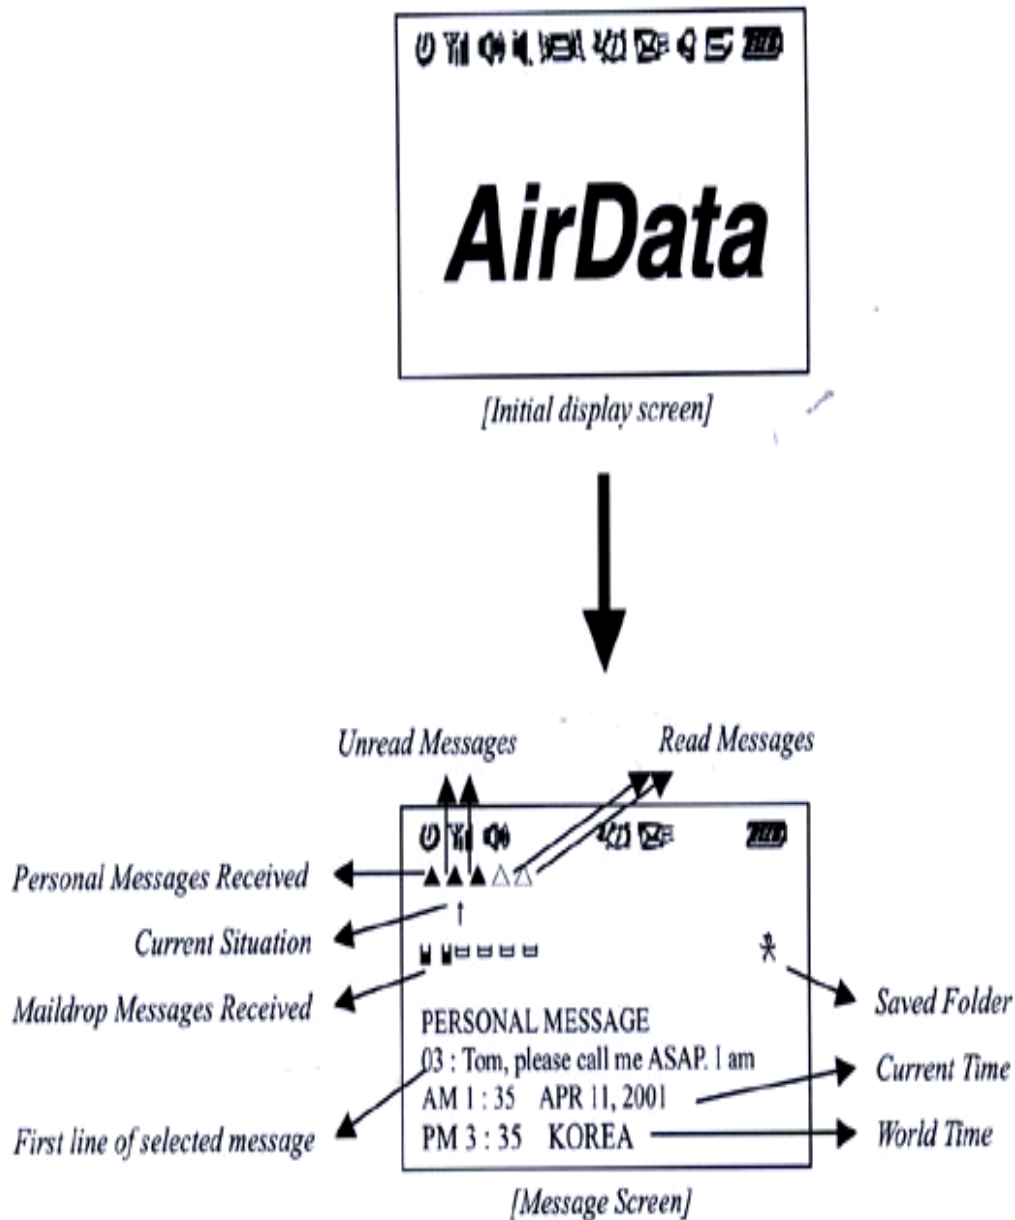 AirData
[Initial display screen]
Unread Messages
Read Messages
Personal Messages Received
Current Situation
Maildrop Messages Received
Saved Folder
PERSONAL MESSAGE
03 : Tom, please call me ASAP. I am
Current Time
AM 1 : 35 APR 11, 2001
First line of selected message
PM 3 : 35 KOREA
World Time
[Message Screen]